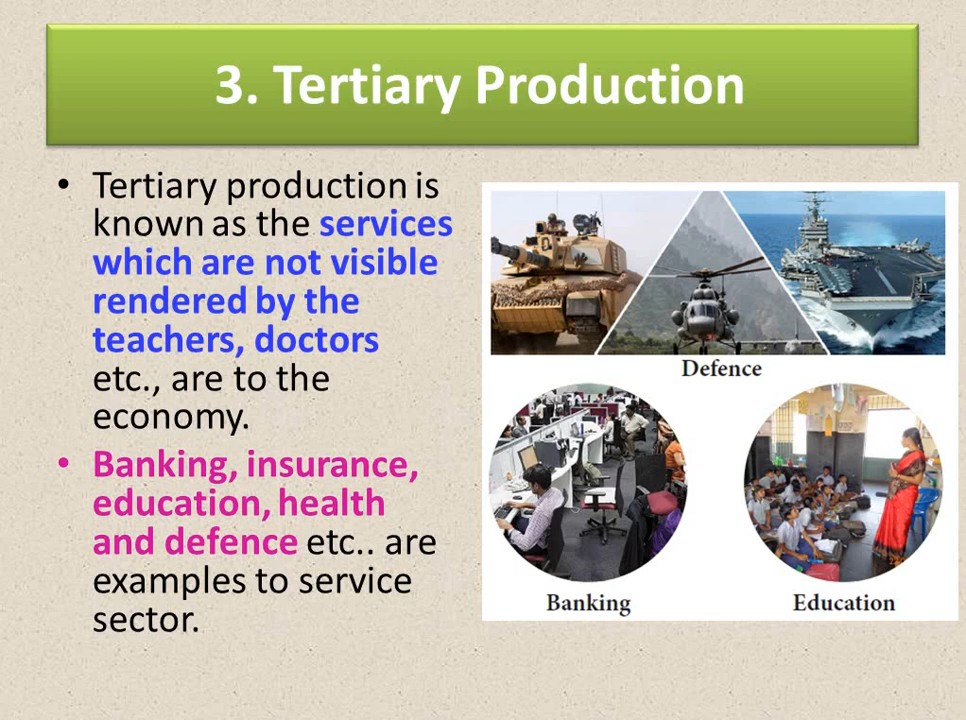 3. Tertiary Production
• Tertiary production is
known as the services
which are not visible
rendered by the
teachers, doctors
etc., are to the
economy.
• Banking, insurance,
education, health
and defence etc.. are
examples to service
sector.
Defence
Banking
Education